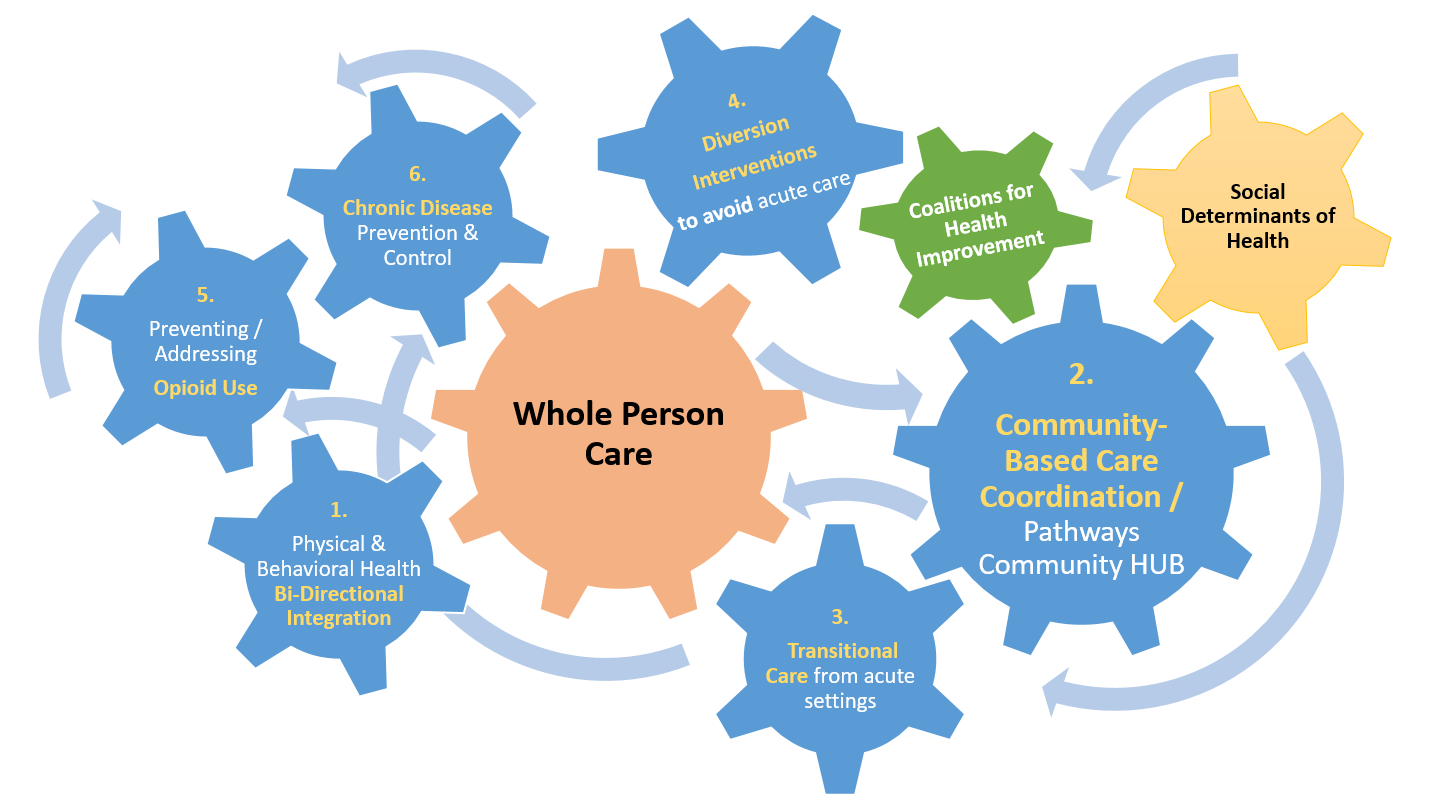 4.
Diversion
Interventions
to avoid acute care
6.
Chronic Disease
Prevention &
Control
Coalitions for
Health
Improvement
Social
Determinants of
Health
5.
Preventing /
Addressing
Opioid Use
Whole Person
Care
2.
Community-
Based Care
Coordination /
Pathways
Community HUB
1.
Physical &
Behavioral Health
Bi-Directional
Integration
3.
Transitional
Care from acute
settings